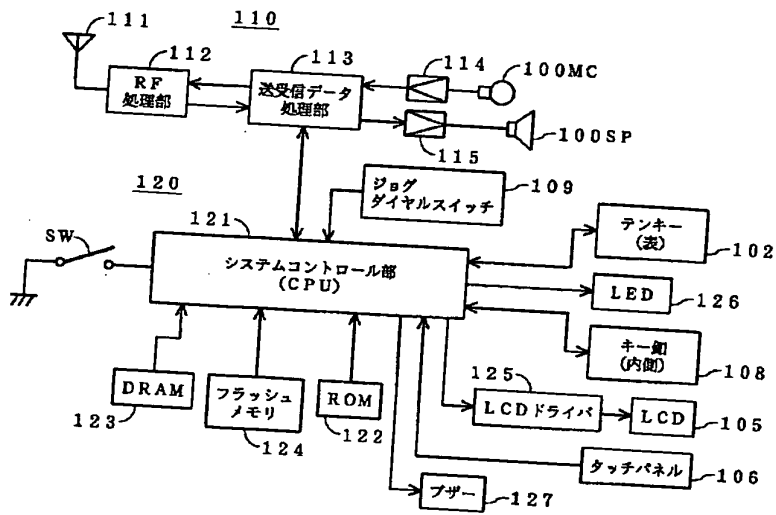 110
111
112
113
114
100MC
RF
処理部
送受信データ
処理部
115
100SP
120
109
ジョグ
ダイヤルスイッチ
121
SW
システムコントロール部
(CPU)
テンキー
(表)
102
LED
126
キー釦
(内側)
108
DRAM
123
フラッシュ
メモリ
124
ROM
122
125
LCDドライバ
LCD
105
タッチパネル
106
ブザー
127